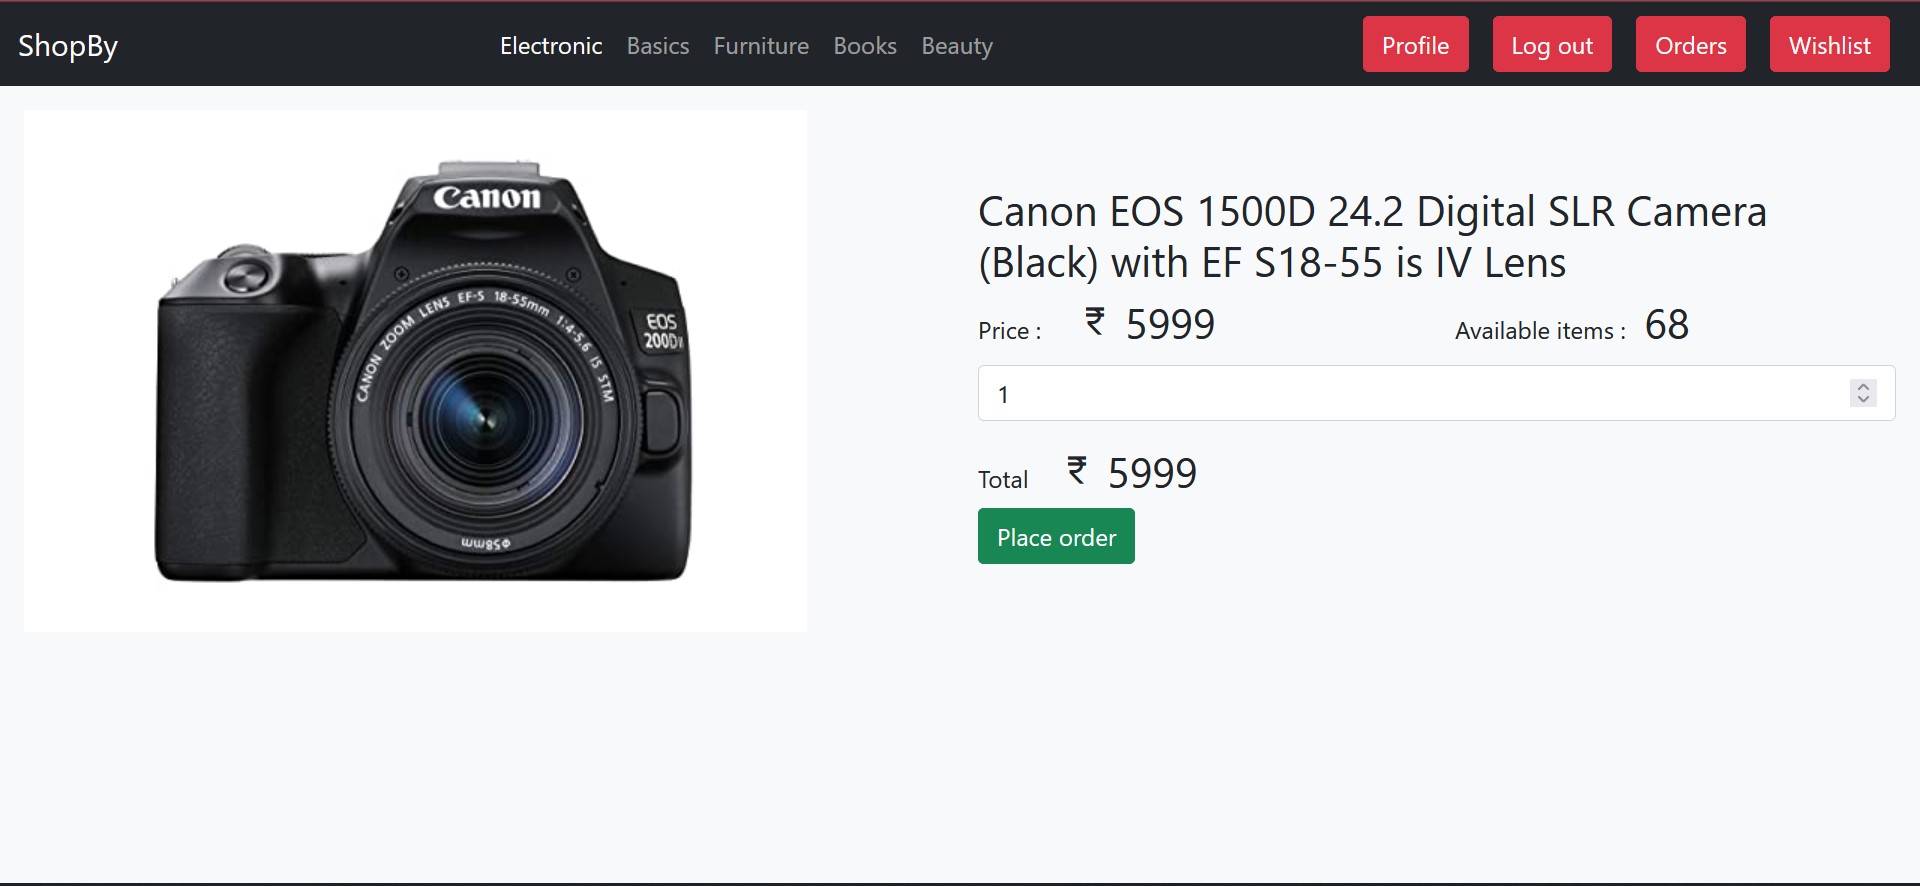 ShopBy
Electronic Basics Furniture Books Beauty
Profile Log out Orders Wishlist
Canon
CANON ZOOM LENS EF-S 18-55mm 1:4-5.6 IS STM
EOS
200D II
Φ58mm
Canon EOS 1500D 24.2 Digital SLR Camera
(Black) with EF S18-55 is IV Lens
Price : ₹ 5999 Available items : 68
1
Total ₹ 5999
Place order